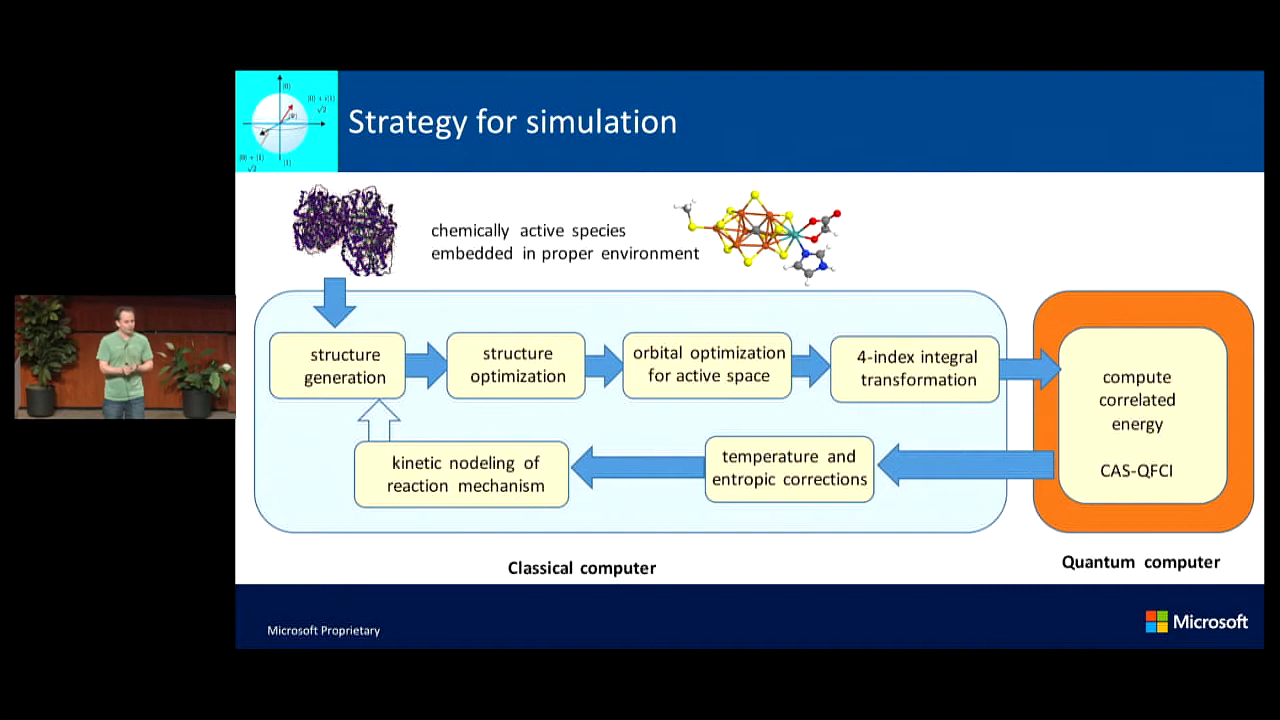 Strategy for simulation
chemically active species
embedded in proper environment
structure
generation
structure
optimization
orbital optimization
for active space
4-index integral
transformation
compute
correlated
energy
CAS-QFCI
kinetic nodeling of
reaction mechanism
temperature and
entropic corrections
Classical computer
Quantum computer
Microsoft Proprietary
Microsoft